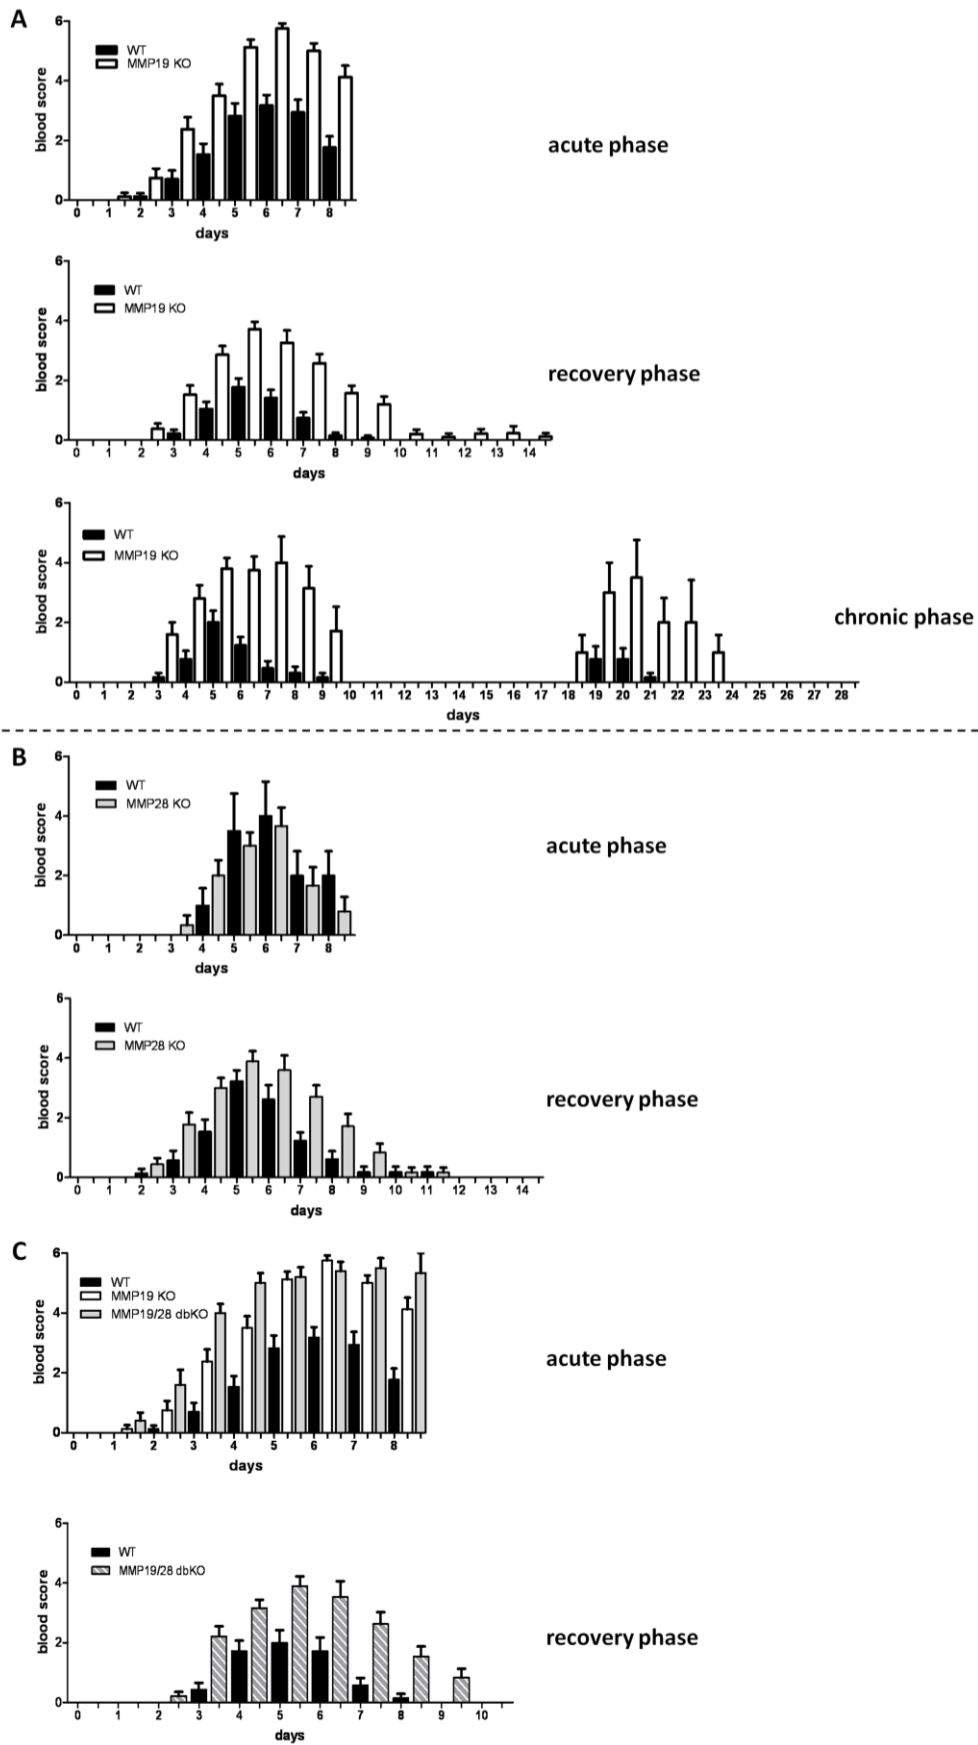 A
6
WT
MMP19 KO
4
blood score
2
0
0 1 2 3 4 5 6 7 8
days
acute phase
6
WT
MMP19 KO
4
blood score
2
0
0 1 2 3 4 5 6 7 8 9 10 11 12 13 14
days
recovery phase
6
WT
MMP19 KO
4
blood score
2
0
0 1 2 3 4 5 6 7 8 9 10 11 12 13 14 15 16 17 18 19 20 21 22 23 24 25 26 27 28
days
chronic phase
B
6
WT
MMP28 KO
4
blood score
2
0
0 1 2 3 4 5 6 7 8
days
acute phase
6
WT
MMP28 KO
4
blood score
2
0
0 1 2 3 4 5 6 7 8 9 10 11 12 13 14
days
recovery phase
C
6
WT
MMP19 KO
MMP19/28 dbKO
4
blood score
2
0
0 1 2 3 4 5 6 7 8
days
acute phase
6
WT
MMP19/28 dbKO
4
blood score
2
0
0 1 2 3 4 5 6 7 8 9 10
days
recovery phase